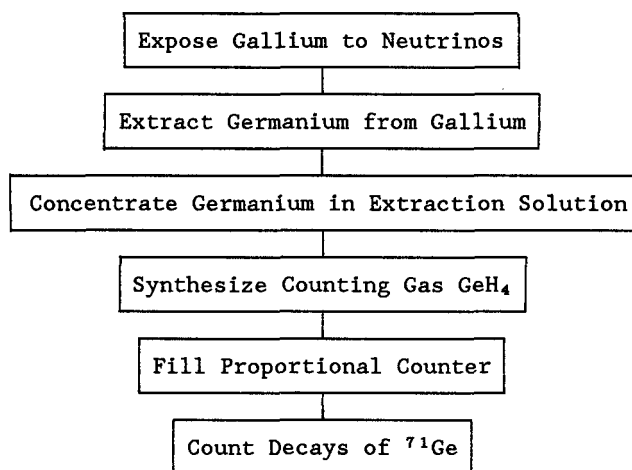 Expose Gallium to Neutrinos
Extract Germanium from Gallium
Concentrate Germanium in Extraction Solution
Synthesize Counting Gas GeH₄
Fill Proportional Counter
Count Decays of ⁷¹Ge